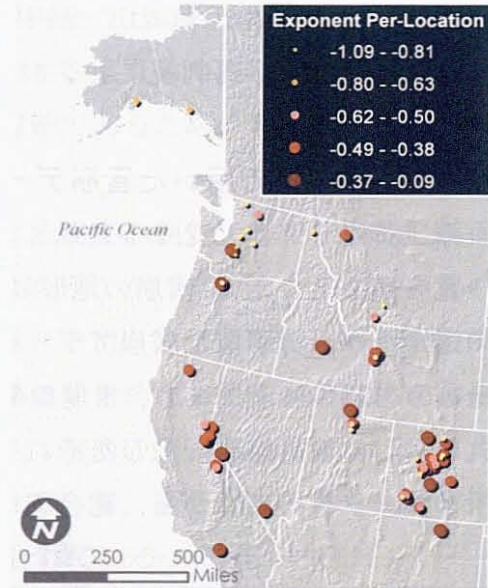 Exponent Per-Location
-1.09 - -0.81
-0.80 - -0.63
-0.62 - -0.50
-0.49 - -0.38
-0.37 - -0.09
Pacific Ocean
N
0 250 500
Miles